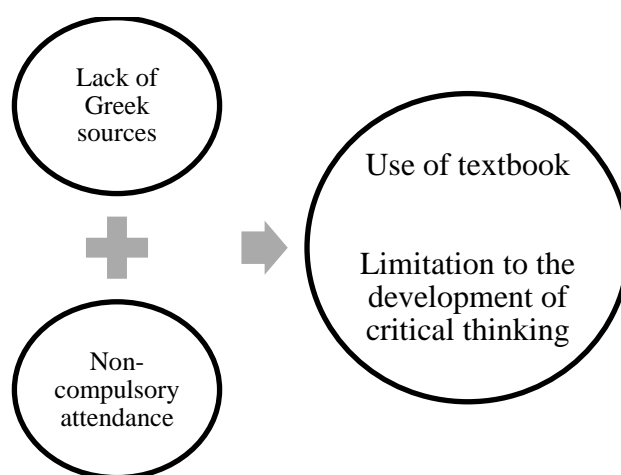 Lack of
Greek
sources
Non-
compulsory
attendance
Use of textbook
Limitation to the
development of
critical thinking